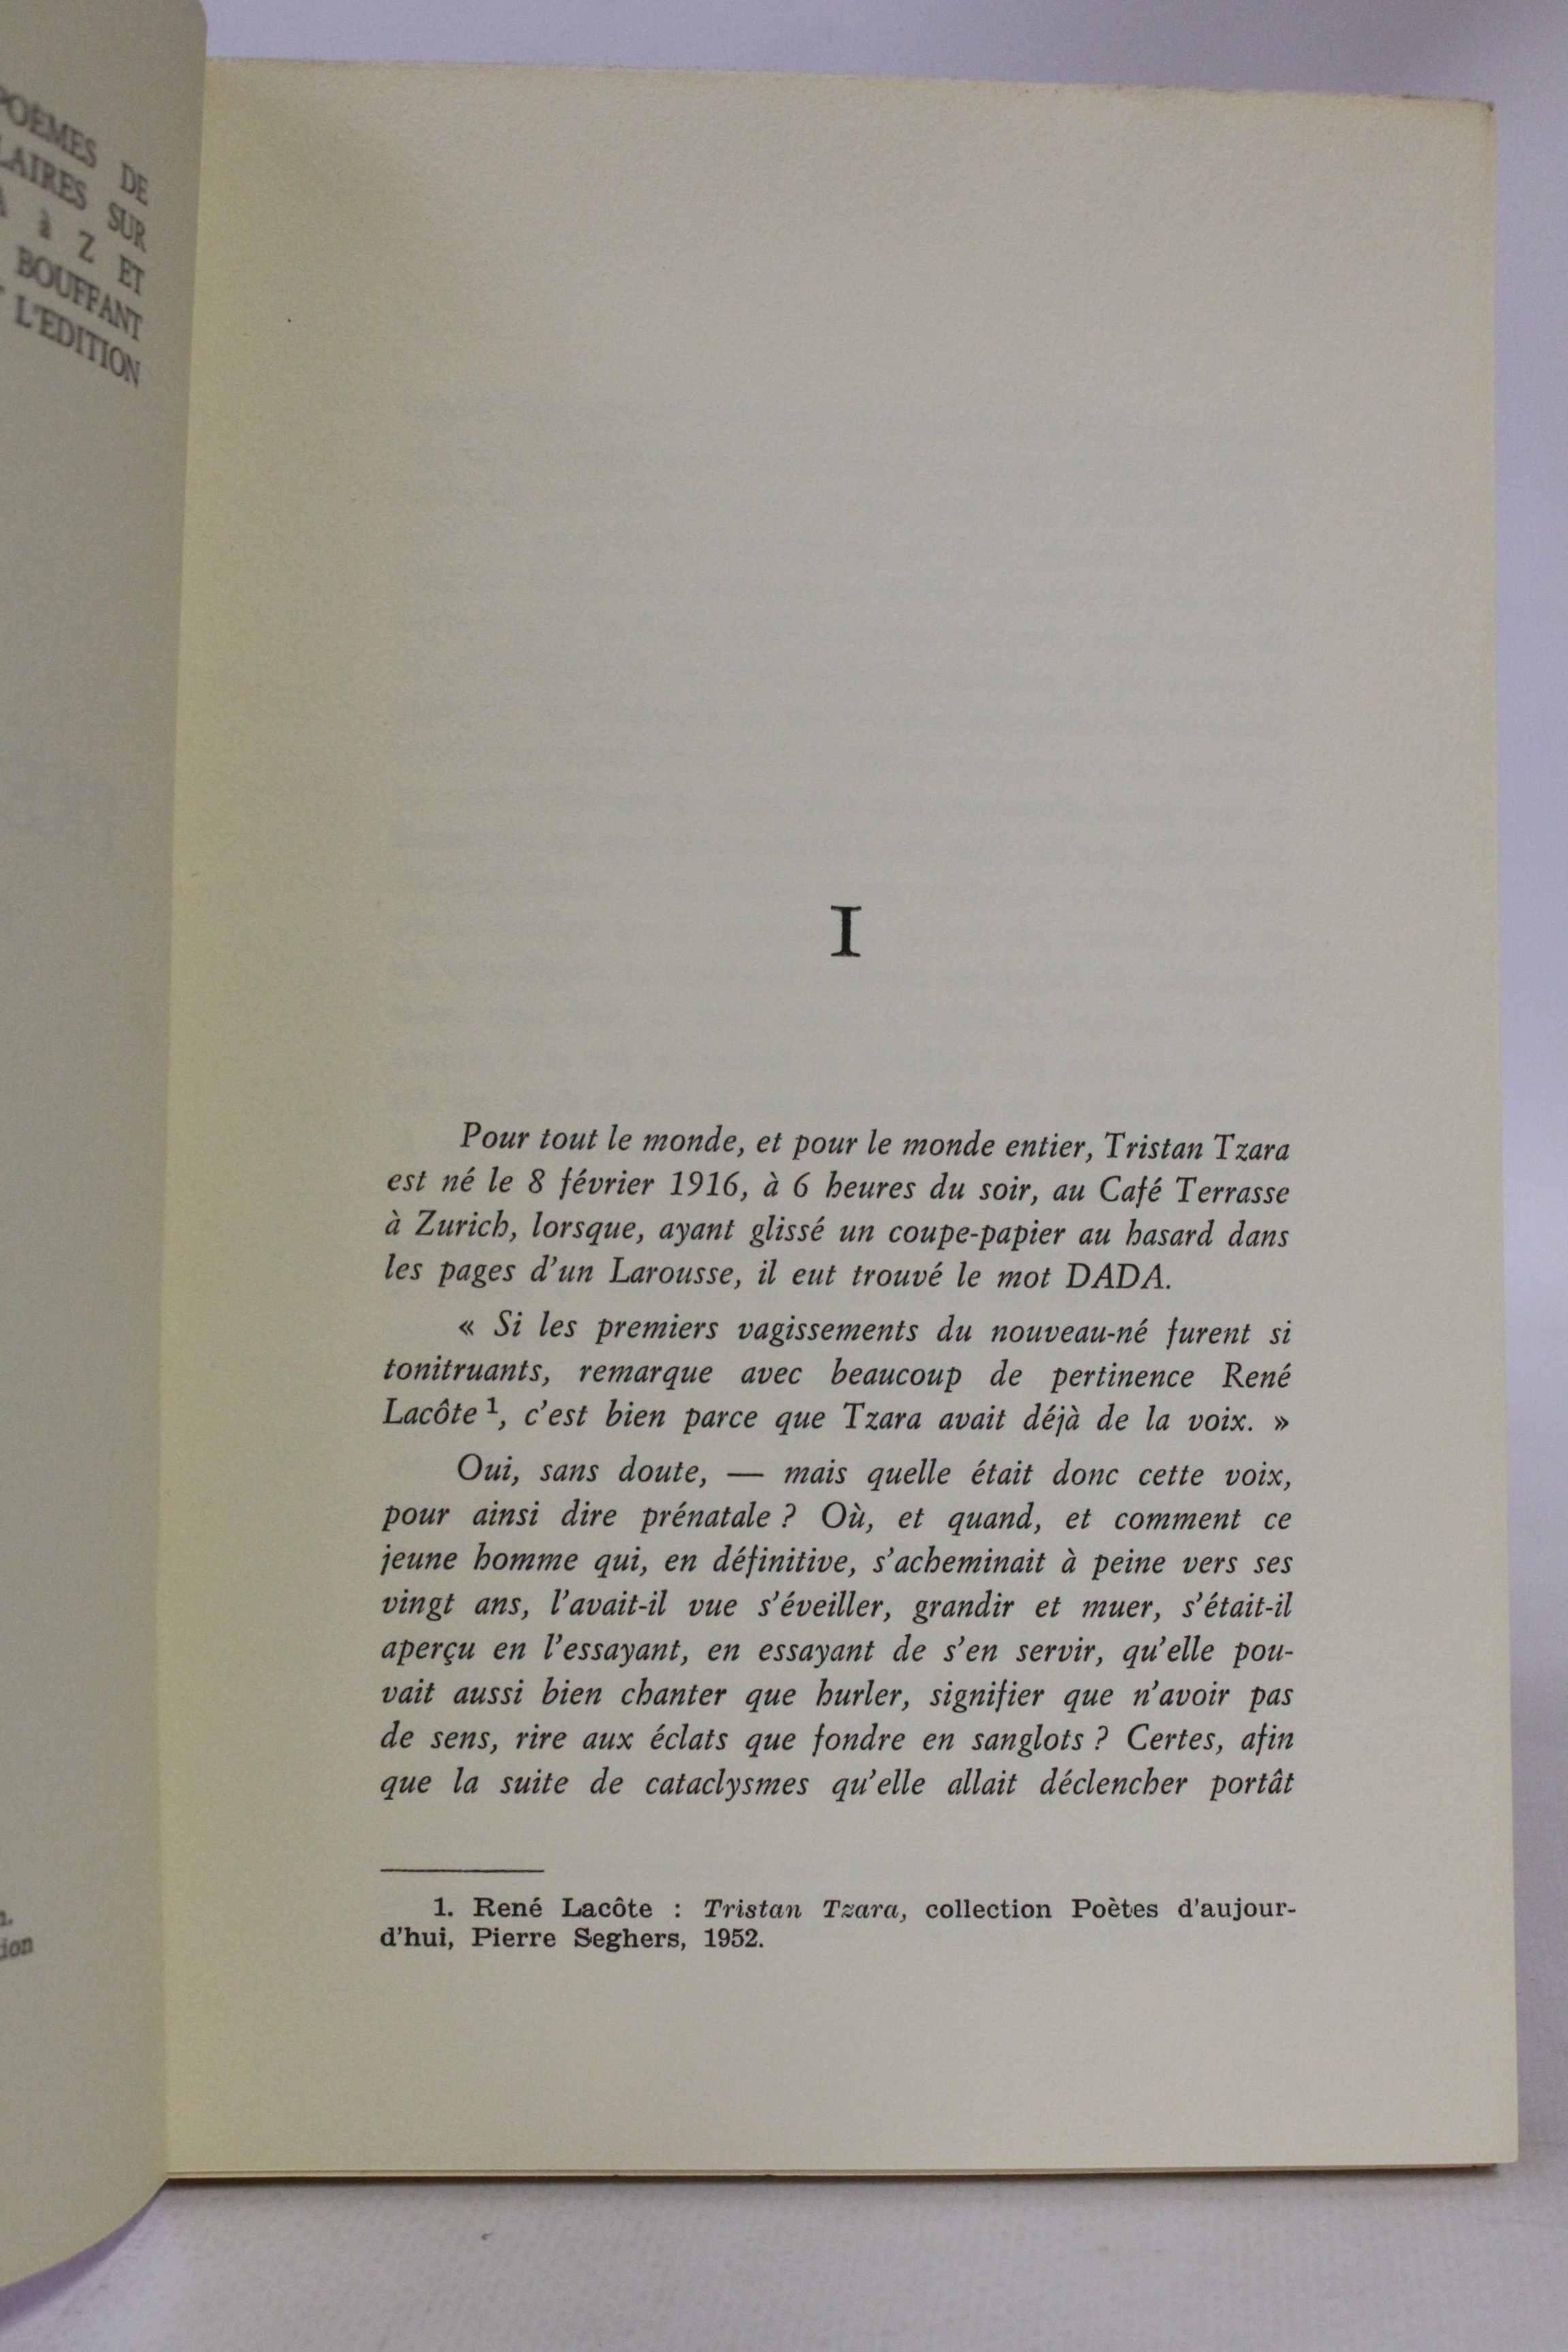 POÈMES DE
SUR
à Z ET
BOUFFANT
L'EDITION
I
Pour tout le monde, et pour le monde entier, Tristan Tzara
est né le 8 février 1916, à 6 heures du soir, au Café Terrasse
à Zurich, lorsque, ayant glissé un coupe-papier au hasard dans
les pages d'un Larousse, il eut trouvé le mot DADA.
« Si les premiers vagissements du nouveau-né furent si
tonitruants, remarque avec beaucoup de pertinence René
Lacôte ¹, c'est bien parce que Tzara avait déjà de la voix. »
Oui, sans doute, — mais quelle était donc cette voix,
pour ainsi dire prénatale ? Où, et quand, et comment ce
jeune homme qui, en définitive, s'acheminait à peine vers ses
vingt ans, l'avait-il vue s'éveiller, grandir et muer, s'était-il
aperçu en l'essayant, en essayant de s'en servir, qu'elle pou-
vait aussi bien chanter que hurler, signifier que n'avoir pas
de sens, rire aux éclats que fondre en sanglots ? Certes, afin
que la suite de cataclysmes qu'elle allait déclencher portât
1. René Lacôte : Tristan Tzara, collection Poètes d'aujour-
d'hui, Pierre Seghers, 1952.